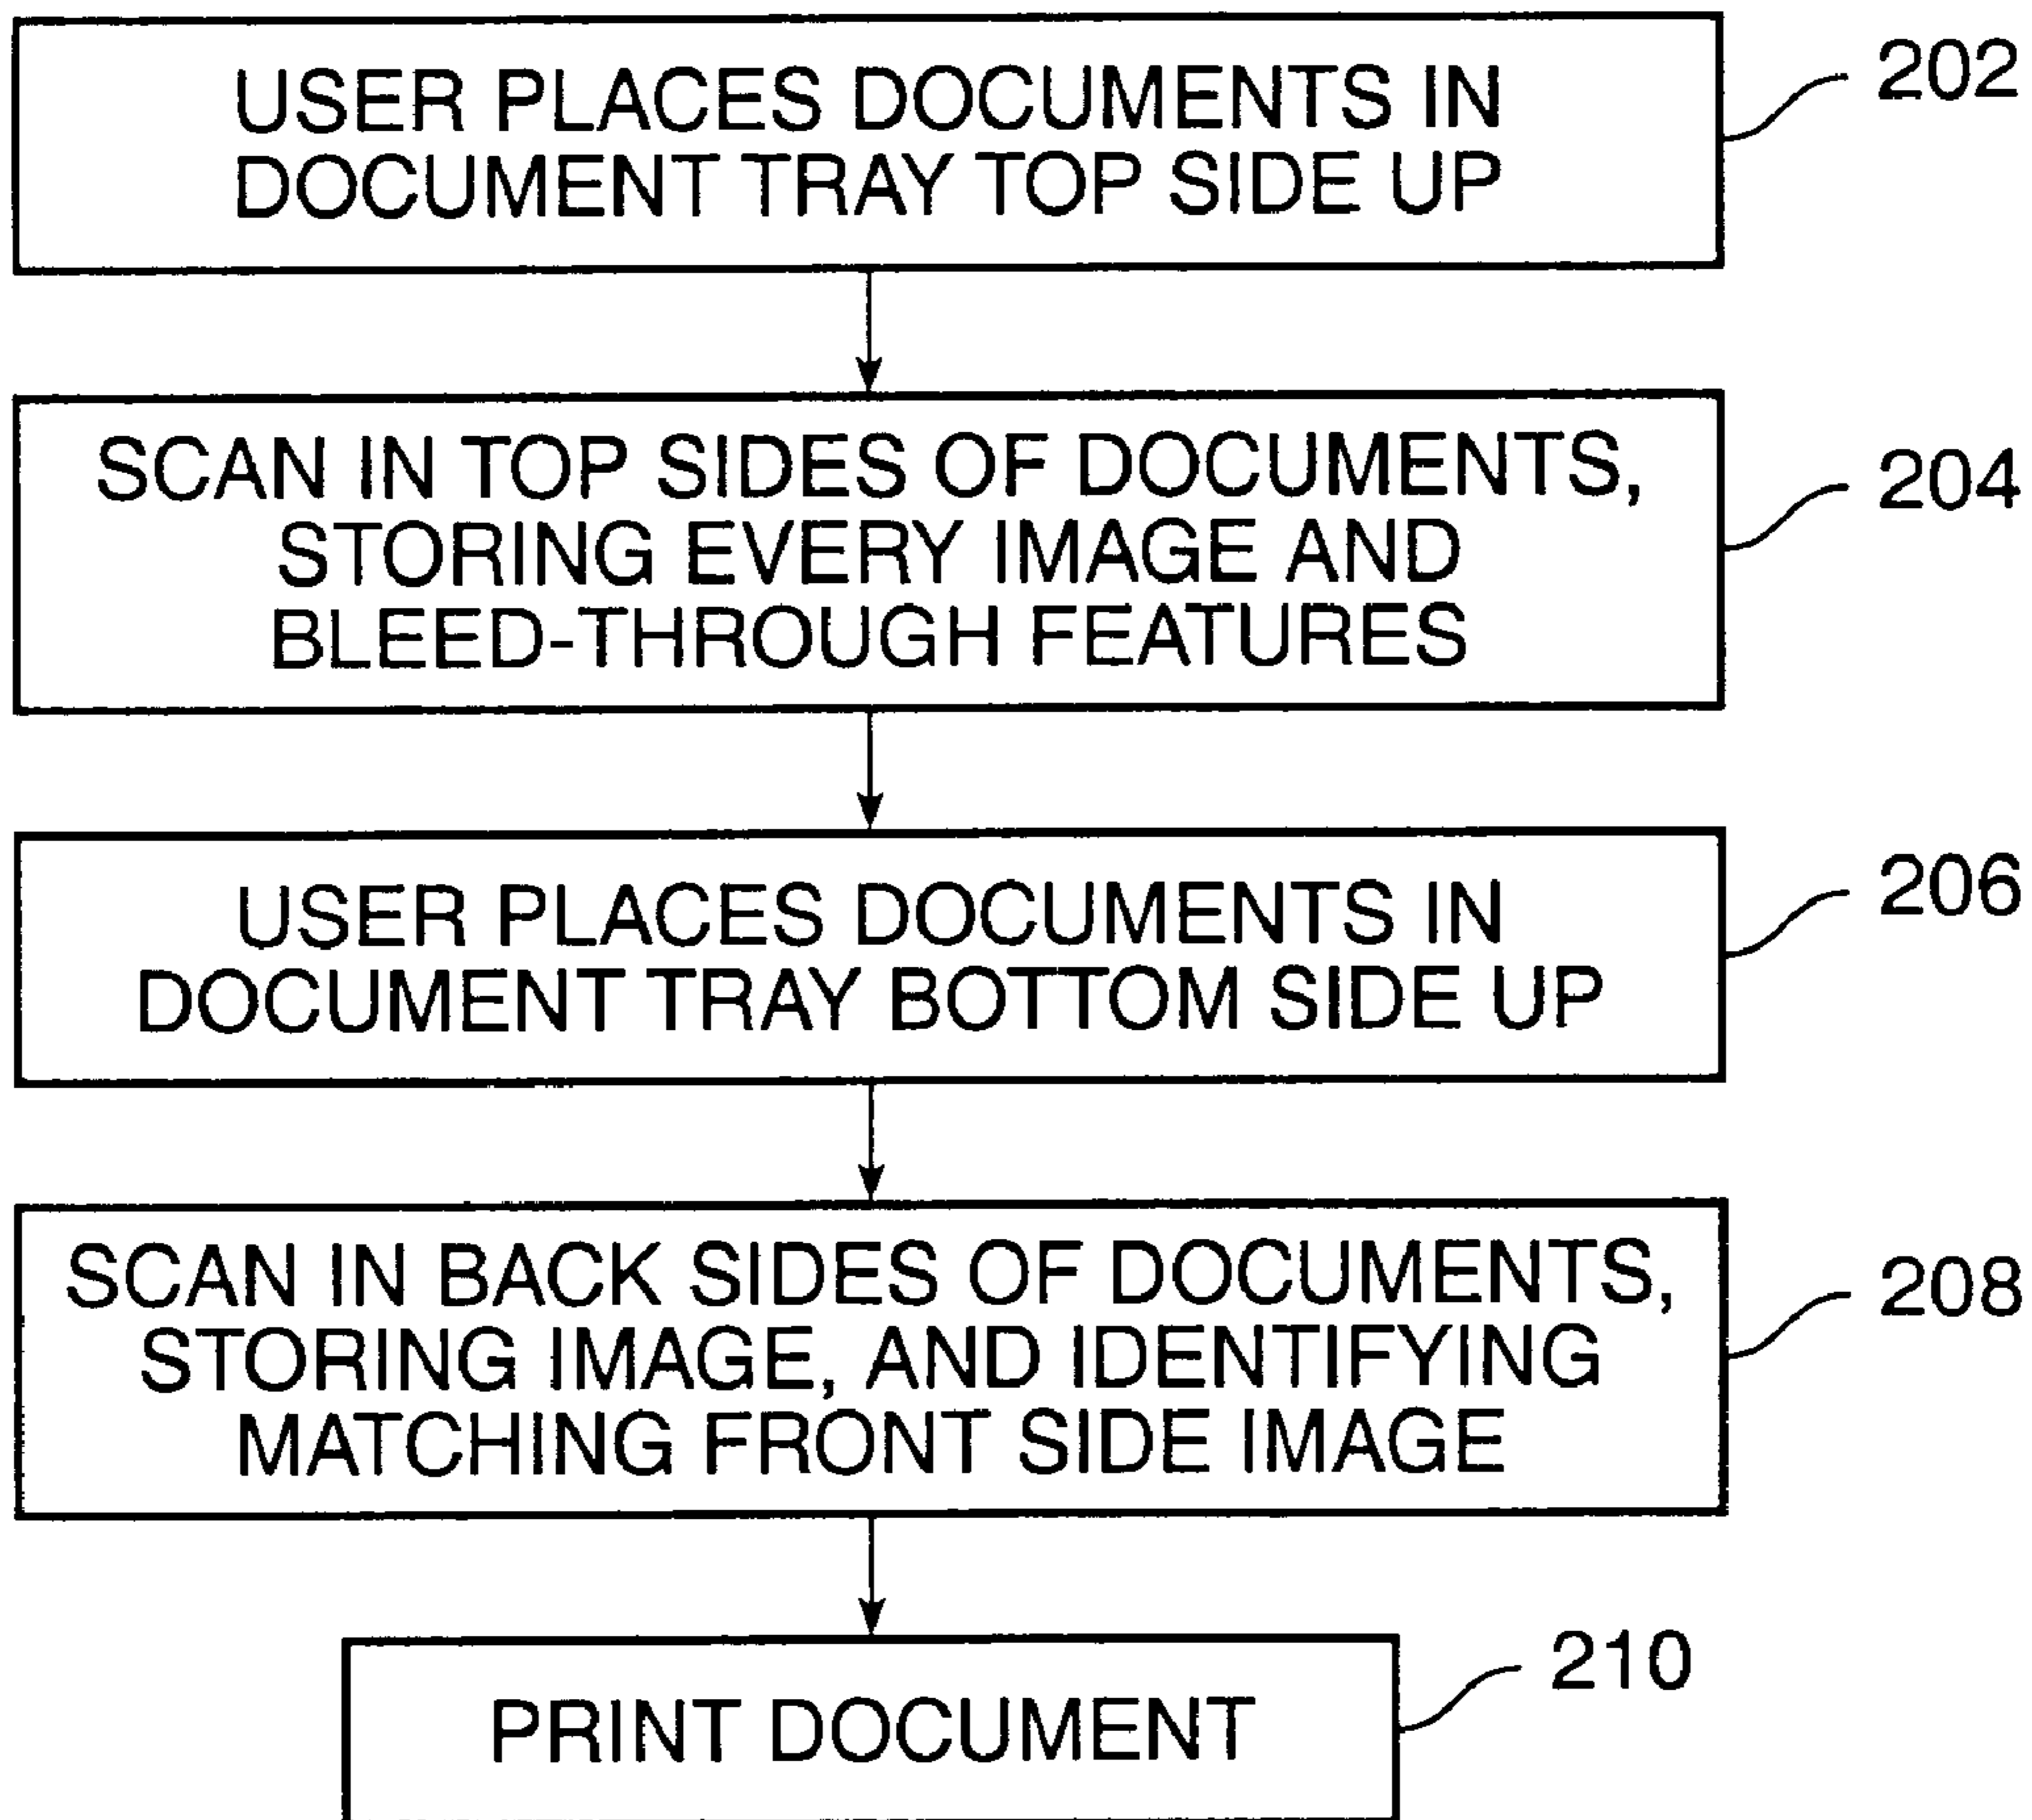 USER PLACES DOCUMENTS IN
DOCUMENT TRAY TOP SIDE UP
202
SCAN IN TOP SIDES OF DOCUMENTS,
STORING EVERY IMAGE AND
BLEED-THROUGH FEATURES
204
USER PLACES DOCUMENTS IN
DOCUMENT TRAY BOTTOM SIDE UP
206
SCAN IN BACK SIDES OF DOCUMENTS,
STORING IMAGE, AND IDENTIFYING
MATCHING FRONT SIDE IMAGE
208
PRINT DOCUMENT
210